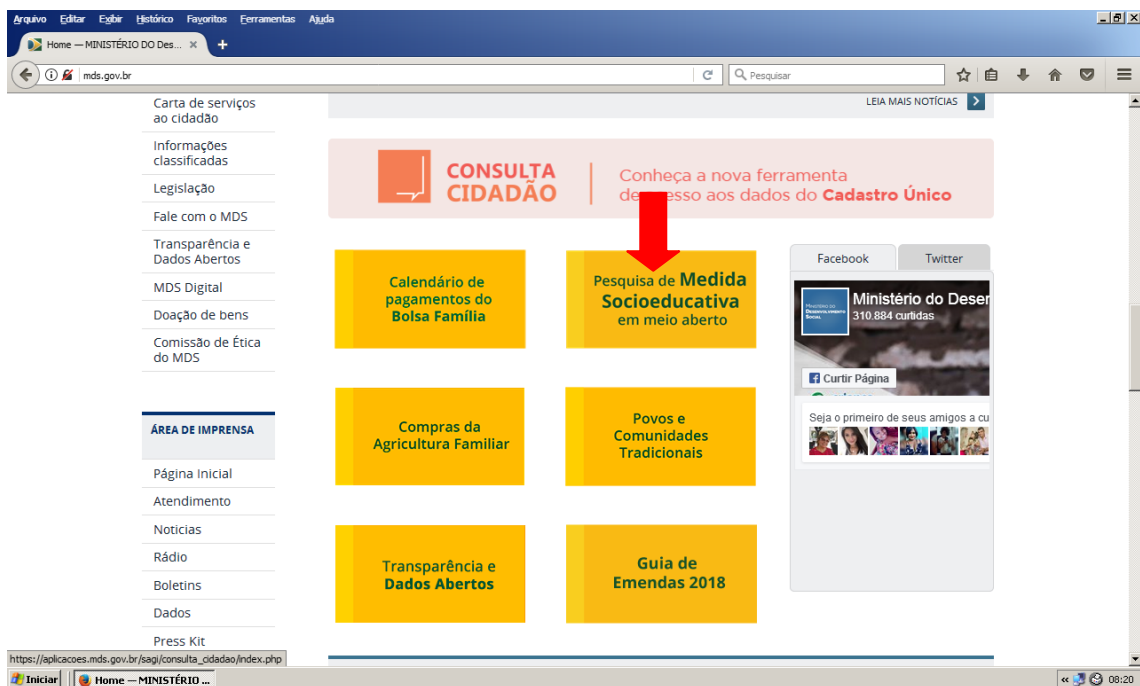 Arquivo Editar Exibir Histórico Favoritos Ferramentas Ajuda
Home — MINISTÉRIO DO Des...
mds.gov.br
Pesquisar
Carta de serviços
ao cidadão
Informações
classificadas
Legislação
Fale com o MDS
Transparência e
Dados Abertos
MDS Digital
Doação de bens
Comissão de Ética
do MDS
ÁREA DE IMPRENSA
Página Inicial
Atendimento
Noticias
Rádio
Boletins
Dados
Press Kit
LEIA MAIS NOTÍCIAS
CONSULTA
CIDADÃO
Conheça a nova ferramenta
de esso aos dados do Cadastro Único
Calendário de
pagamentos do
Bolsa Família
Pesquisa de Medida
Socioeducativa
em meio aberto
Compras da
Agricultura Familiar
Povos e
Comunidades
Tradicionais
Transparência e
Dados Abertos
Guia de
Emendas 2018
Facebook Twitter
MINISTÉRIO DO
DESENVOLVIMENTO
SOCIAL
Ministério do Desen
310.884 curtidas
Curtir Página
Seja o primeiro de seus amigos a cu
https://aplicacoes.mds.gov.br/sagi/consulta_cidadao/index.php
Iniciar
Home — MINISTÉRIO ...
08:20